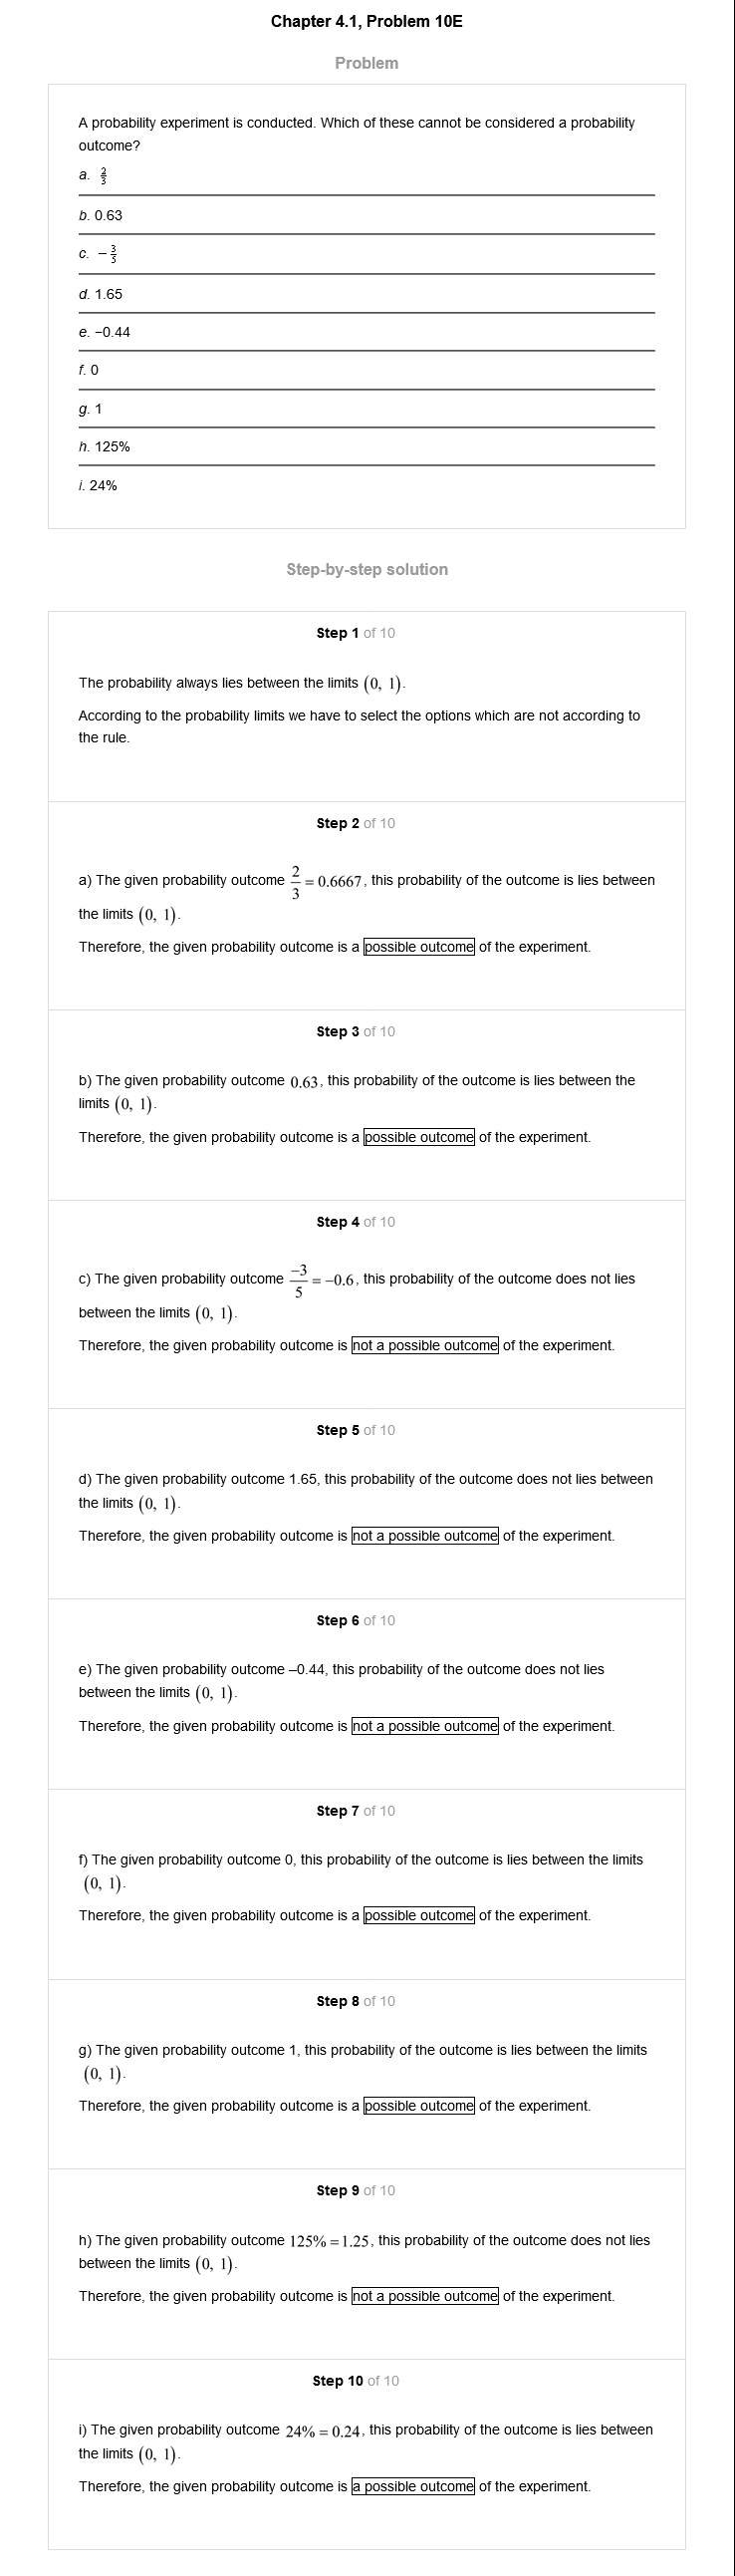 Chapter 4.1, Problem 10E
Problem
A probability experiment is conducted. Which of these cannot be considered a probability
outcome?
a. 2/3
b. 0.63
c. −3/5
d. 1.65
e. −0.44
f. 0
g. 1
h. 125%
i. 24%
Step-by-step solution
Step 1 of 10
The probability always lies between the limits (0, 1).
According to the probability limits we have to select the options which are not according to
the rule.
Step 2 of 10
a) The given probability outcome 2/3 = 0.6667, this probability of the outcome is lies between
the limits (0, 1).
Therefore, the given probability outcome is a possible outcome of the experiment.
Step 3 of 10
b) The given probability outcome 0.63, this probability of the outcome is lies between the
limits (0, 1).
Therefore, the given probability outcome is a possible outcome of the experiment.
Step 4 of 10
c) The given probability outcome −3/5 = −0.6, this probability of the outcome does not lies
between the limits (0, 1).
Therefore, the given probability outcome is not a possible outcome of the experiment.
Step 5 of 10
d) The given probability outcome 1.65, this probability of the outcome does not lies between
the limits (0, 1).
Therefore, the given probability outcome is not a possible outcome of the experiment.
Step 6 of 10
e) The given probability outcome –0.44, this probability of the outcome does not lies
between the limits (0, 1).
Therefore, the given probability outcome is not a possible outcome of the experiment.
Step 7 of 10
f) The given probability outcome 0, this probability of the outcome is lies between the limits
(0, 1).
Therefore, the given probability outcome is a possible outcome of the experiment.
Step 8 of 10
g) The given probability outcome 1, this probability of the outcome is lies between the limits
(0, 1).
Therefore, the given probability outcome is a possible outcome of the experiment.
Step 9 of 10
h) The given probability outcome 125% = 1.25, this probability of the outcome does not lies
between the limits (0, 1).
Therefore, the given probability outcome is not a possible outcome of the experiment.
Step 10 of 10
i) The given probability outcome 24% = 0.24, this probability of the outcome is lies between
the limits (0, 1).
Therefore, the given probability outcome is a possible outcome of the experiment.